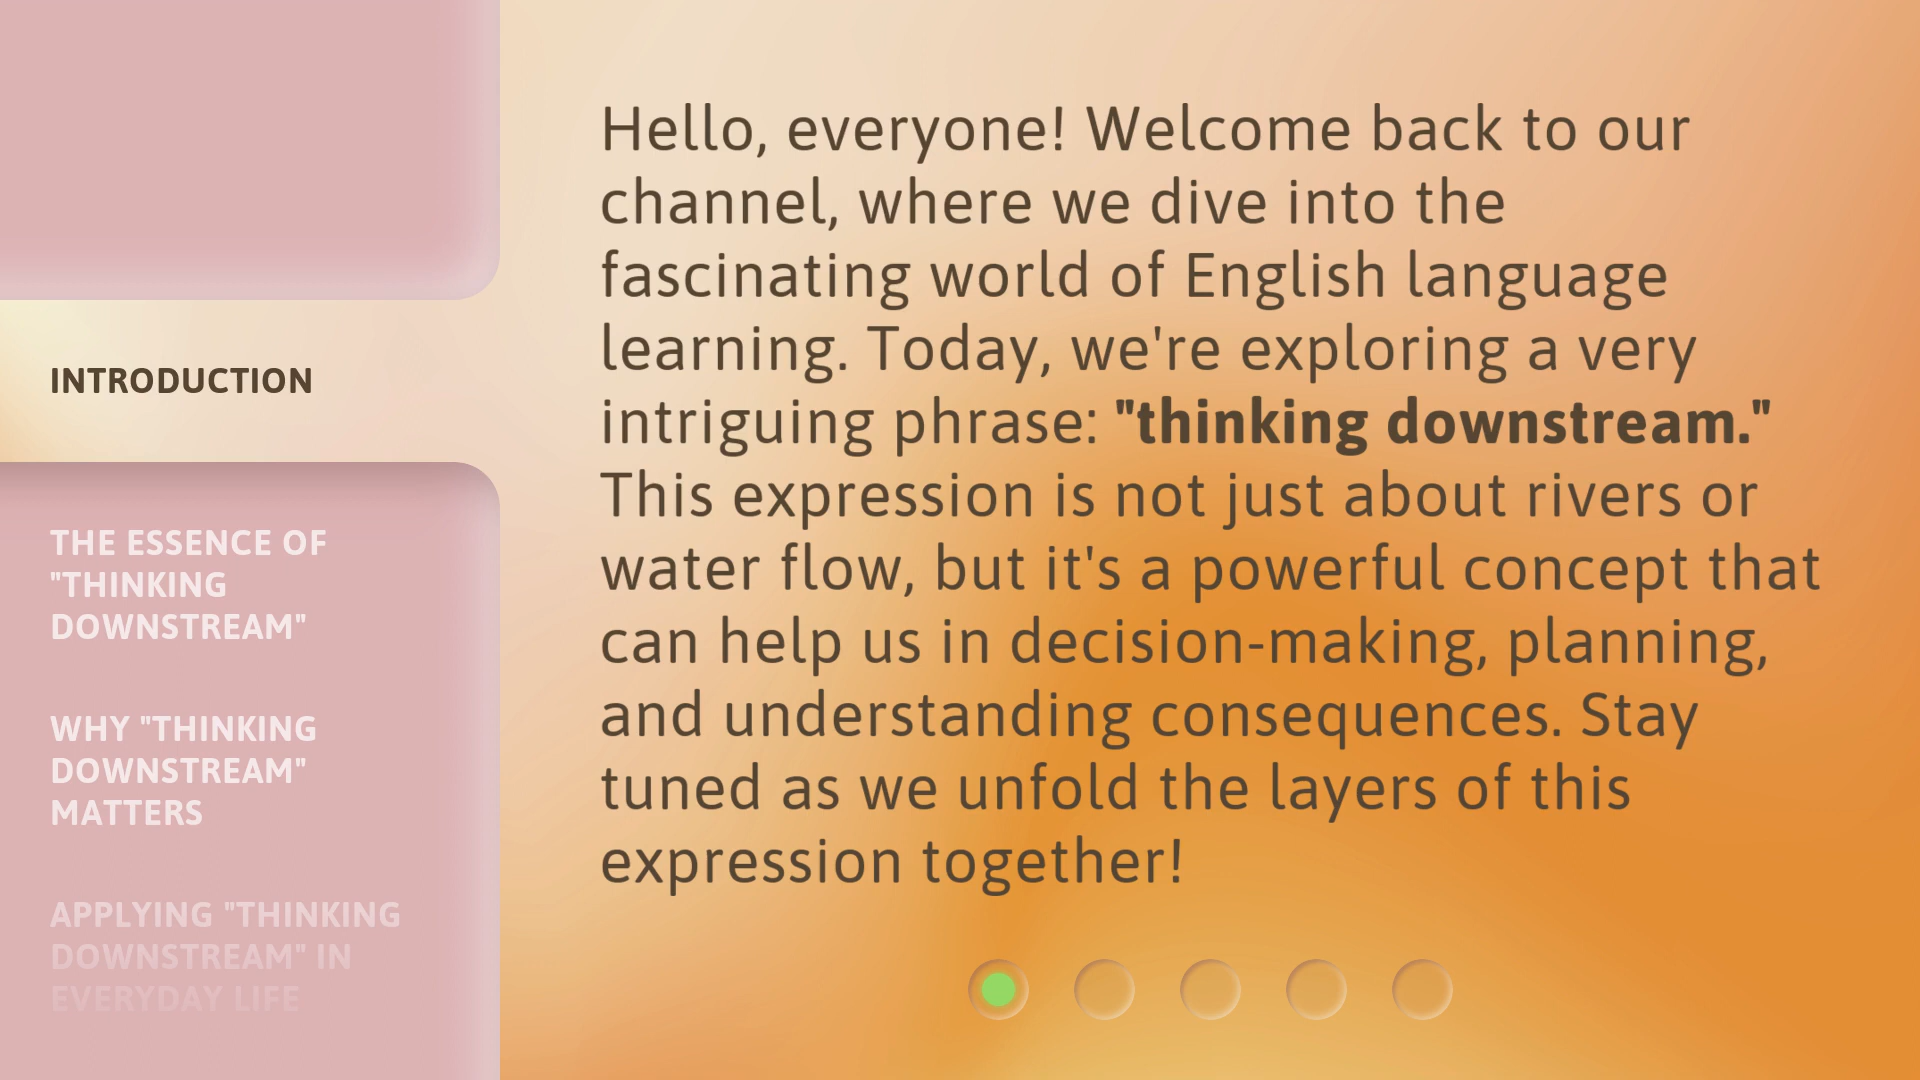 INTRODUCTION
THE ESSENCE OF
"THINKING
DOWNSTREAM"
WHY "THINKING
DOWNSTREAM"
MATTERS
APPLYING "THINKING
DOWNSTREAM" IN
EVERYDAY LIFE
Hello, everyone! Welcome back to our
channel, where we dive into the
fascinating world of English language
learning. Today, we're exploring a very
intriguing phrase: "thinking downstream."
This expression is not just about rivers or
water flow, but it's a powerful concept that
can help us in decision-making, planning,
and understanding consequences. Stay
tuned as we unfold the layers of this
expression together!